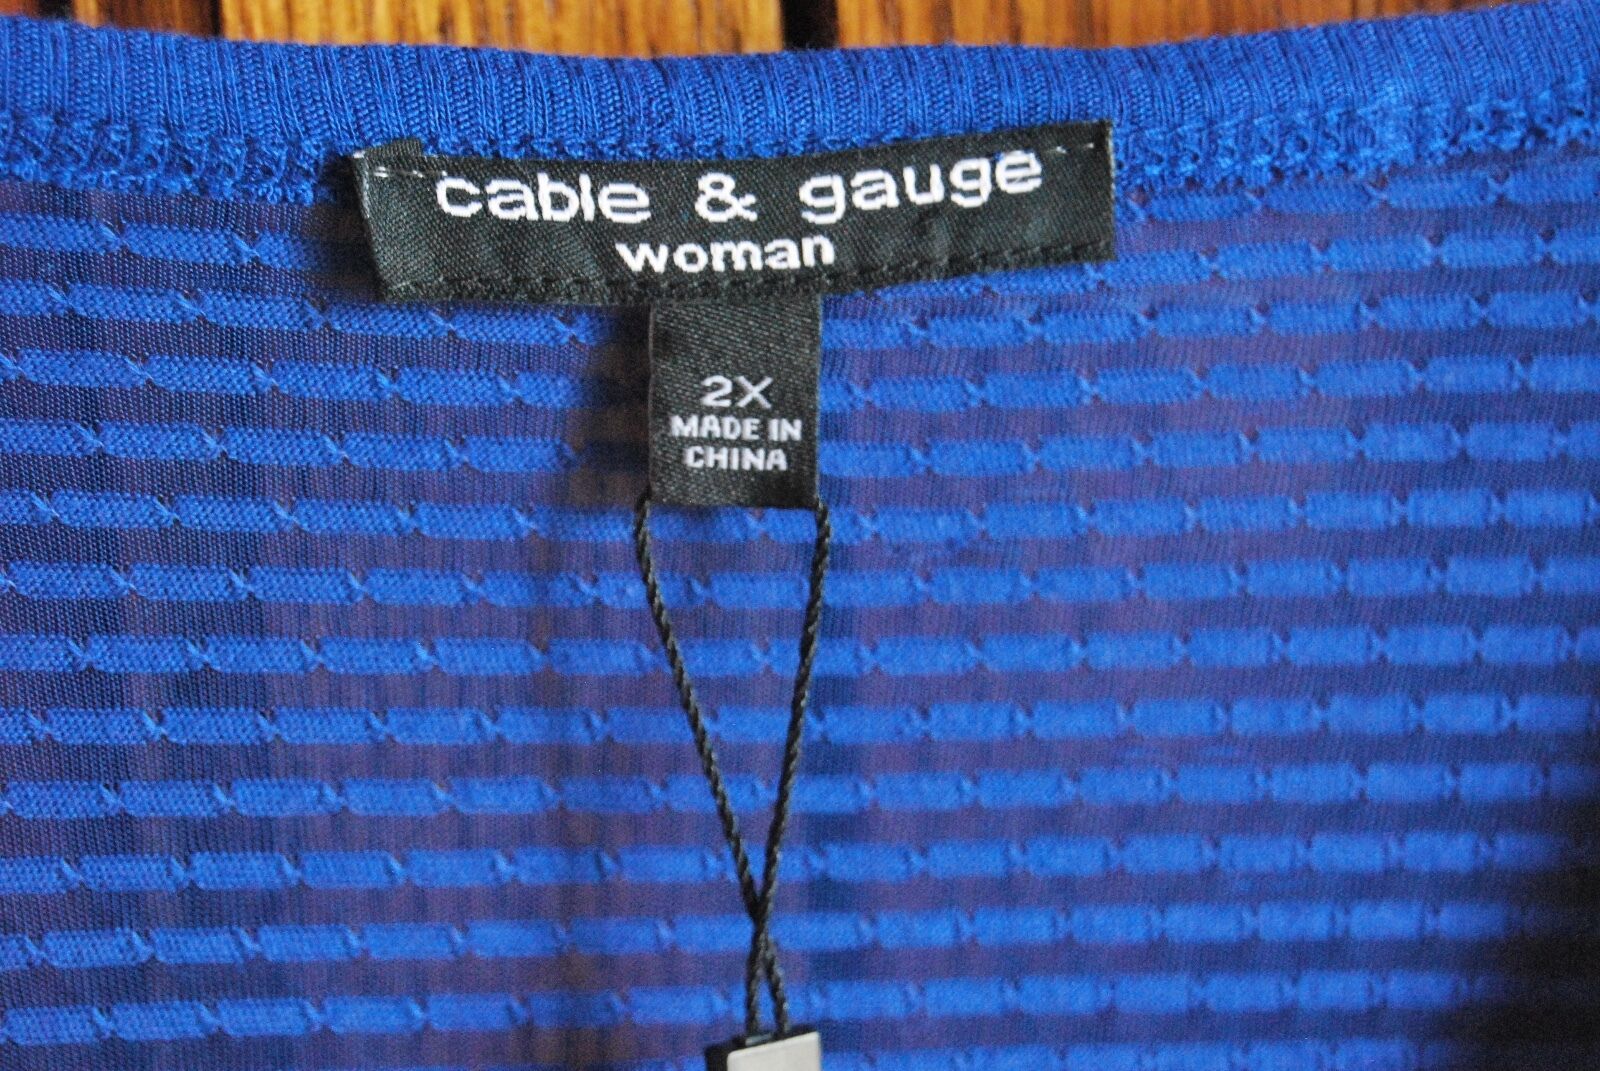 cable & gauge
woman
2X
MADE IN
CHINA